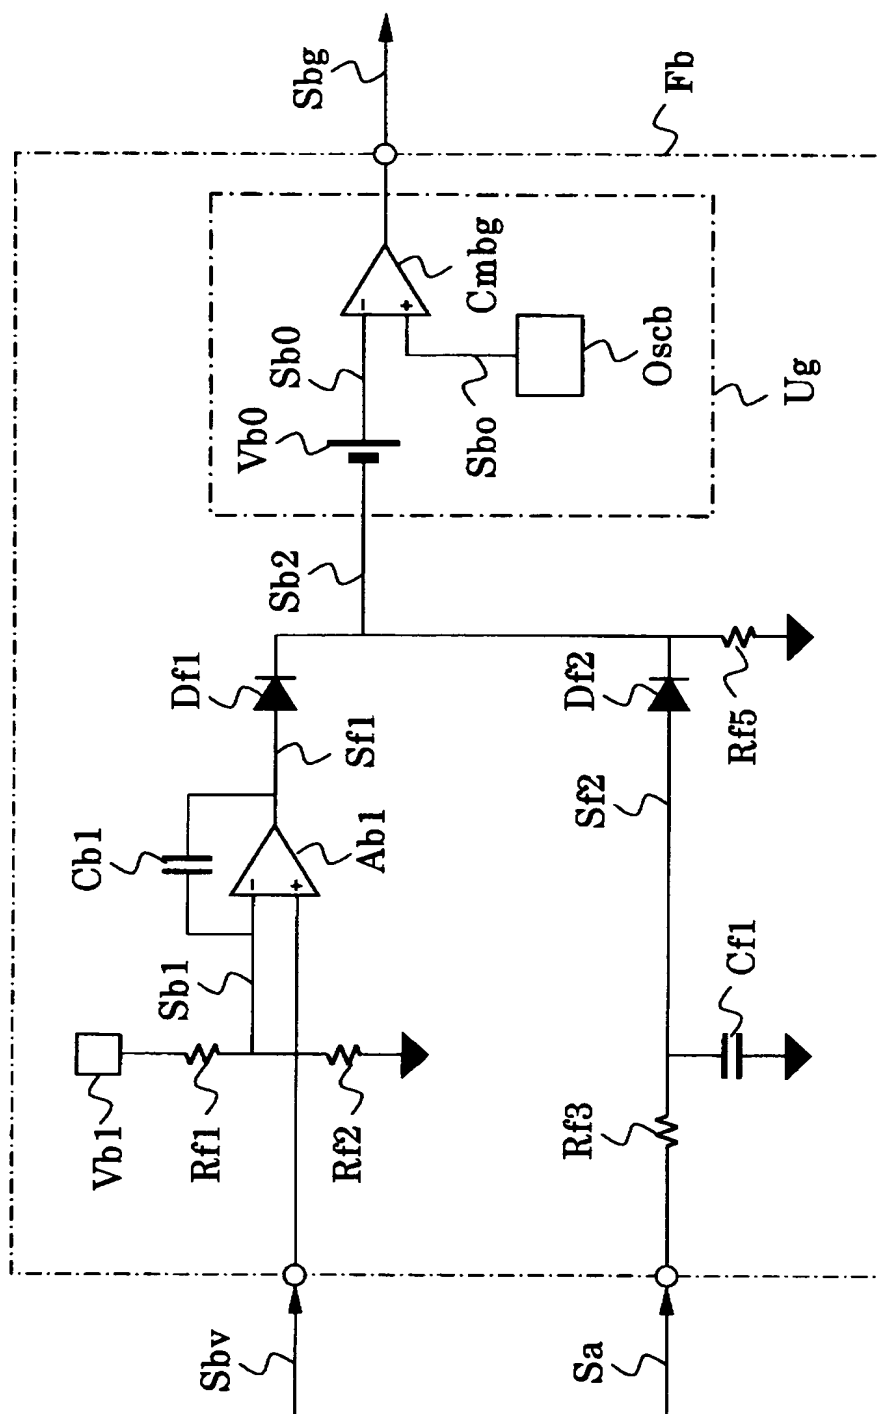 Sbg
Fb
Cmbg
-
+
Sb0
Vb0
Sbo
Oscb
Ug
Sb2
Df1
Sf1
Cb1
Ab1
-
+
Sb1
Vb1
Rf1
Rf2
Df2
Rf5
Sf2
Cf1
Rf3
Sbv
Sa